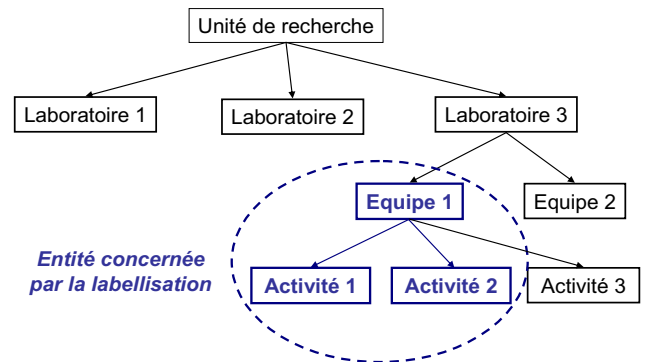 Unité de recherche
Laboratoire 1
Laboratoire 2
Laboratoire 3
Equipe 1
Equipe 2
Entité concernée
par la labellisation
Activité 1
Activité 2
Activité 3